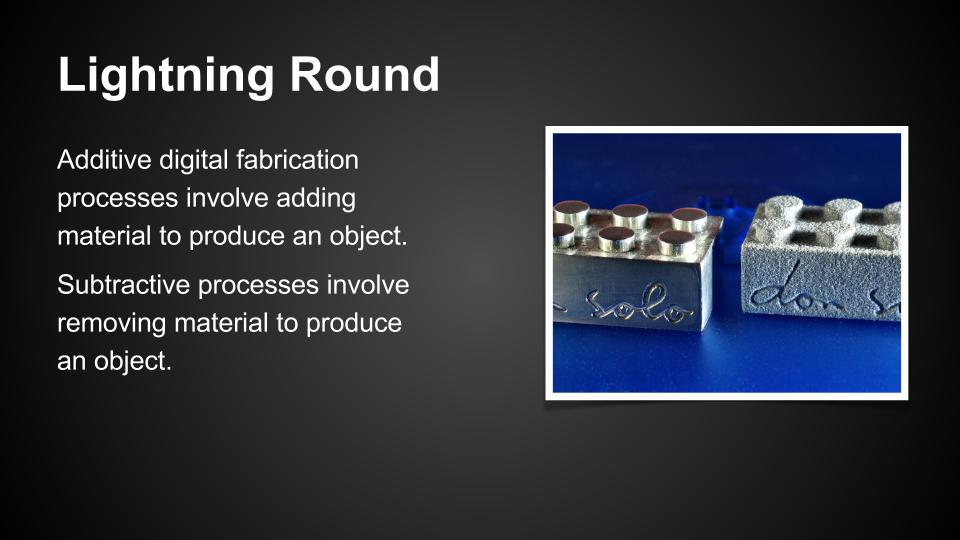 Lightning Round
Additive digital fabrication
processes involve adding
material to produce an object.
Subtractive processes involve
removing material to produce
an object.
solo
don s